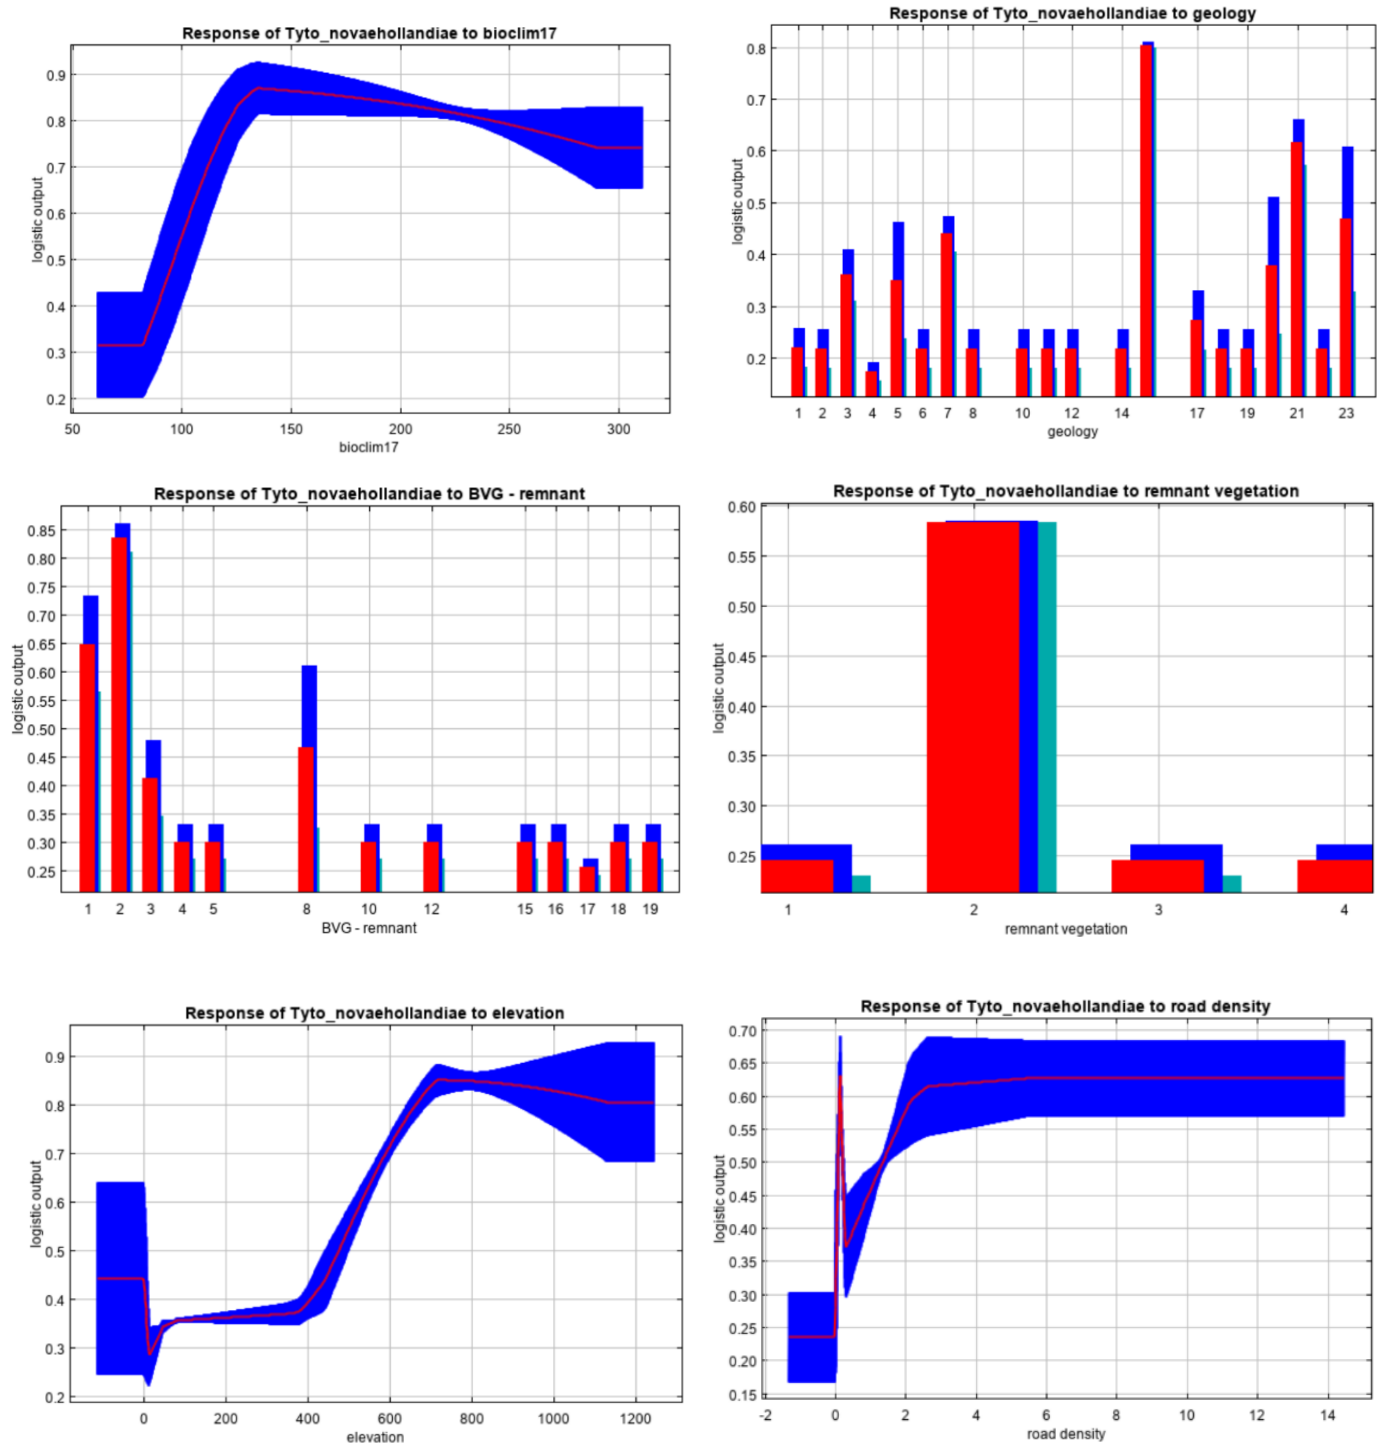 Response of Tyto_novaehollandiae to bioclim17
logistic output
0.9
0.8
0.7
0.6
0.5
0.4
0.3
0.2
50 100 150 200 250 300
bioclim17
Response of Tyto_novaehollandiae to geology
logistic output
0.8
0.7
0.6
0.5
0.4
0.3
0.2
1 2 3 4 5 6 7 8 10 11 12 14 17 19 21 23
geology
Response of Tyto_novaehollandiae to BVG - remnant
logistic output
0.85
0.80
0.75
0.70
0.65
0.60
0.55
0.50
0.45
0.40
0.35
0.30
0.25
1 2 3 4 5 8 10 12 15 16 17 18 19
BVG - remnant
Response of Tyto_novaehollandiae to remnant vegetation
logistic output
0.60
0.55
0.50
0.45
0.40
0.35
0.30
0.25
1 2 3 4
remnant vegetation
Response of Tyto_novaehollandiae to elevation
logistic output
0.9
0.8
0.7
0.6
0.5
0.4
0.3
0.2
0 200 400 600 800 1000 1200
elevation
Response of Tyto_novaehollandiae to road density
logistic output
0.70
0.65
0.60
0.55
0.50
0.45
0.40
0.35
0.30
0.25
0.20
0.15
-2 0 2 4 6 8 10 12 14
road density